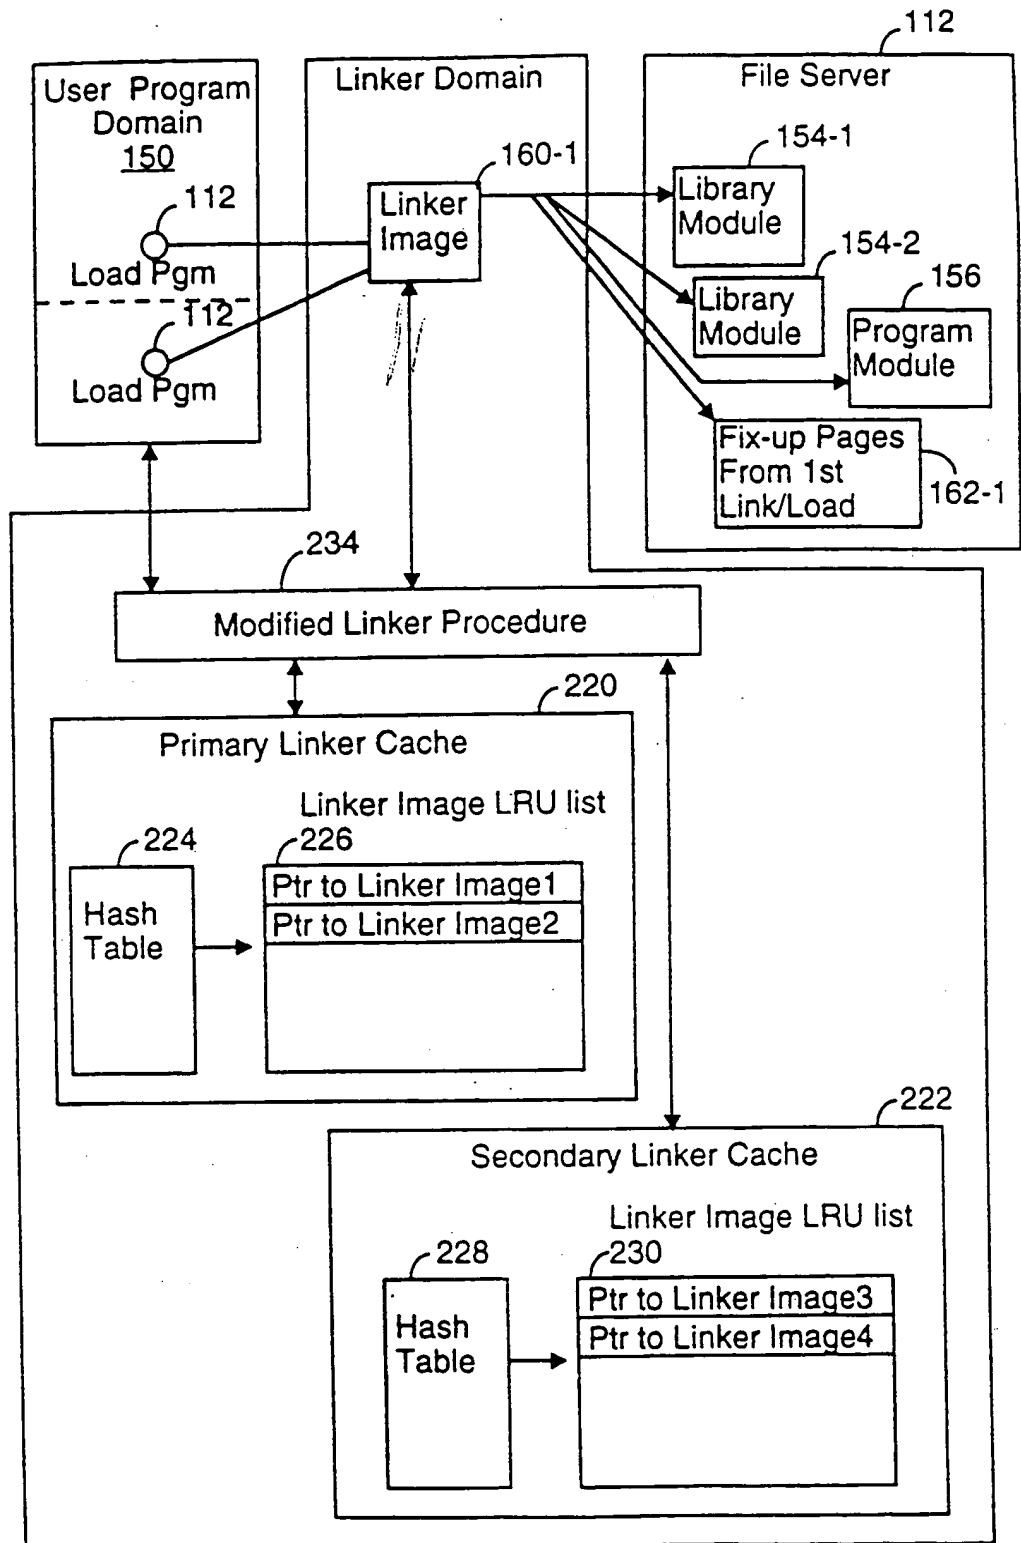 112
User Program
Domain
150
Linker Domain
File Server
160-1
154-1
Linker
Image
Library
Module
112
Load Pgm
154-2
156
Library
Module
Program
Module
112
Load Pgm
Fix-up Pages
From 1st
Link/Load
162-1
234
Modified Linker Procedure
220
Primary Linker Cache
Linker Image LRU list
224
226
Hash
Table
Ptr to Linker Image1
Ptr to Linker Image2
222
Secondary Linker Cache
Linker Image LRU list
228
230
Hash
Table
Ptr to Linker Image3
Ptr to Linker Image4